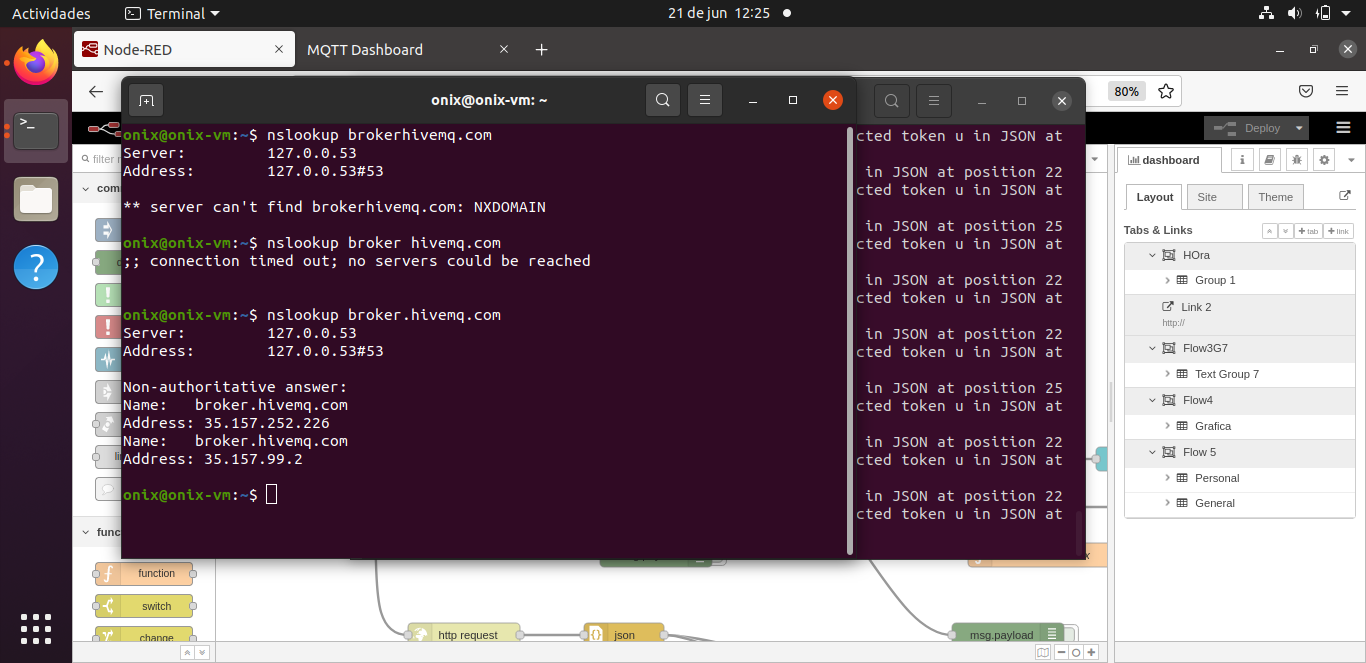 Actividades
Terminal
21 de jun 12:25
Node-RED
MQTT Dashboard
80%
onix@onix-vm: ~
Deploy
filter
onix@onix-vm:~$ nslookup brokerhivemq.com
Server: 127.0.0.53
Address: 127.0.0.53#53
** server can't find brokerhivemq.com: NXDOMAIN
onix@onix-vm:~$ nslookup broker hivemq.com
;; connection timed out; no servers could be reached
onix@onix-vm:~$ nslookup broker.hivemq.com
Server: 127.0.0.53
Address: 127.0.0.53#53
Non-authoritative answer:
Name: broker.hivemq.com
Address: 35.157.252.226
Name: broker.hivemq.com
Address: 35.157.99.2
onix@onix-vm:~$
cted token u in JSON at
in JSON at position 22
cted token u in JSON at
in JSON at position 25
cted token u in JSON at
in JSON at position 22
cted token u in JSON at
in JSON at position 22
cted token u in JSON at
in JSON at position 25
cted token u in JSON at
in JSON at position 22
cted token u in JSON at
in JSON at position 22
cted token u in JSON at
dashboard
Layout
Site
Theme
Tabs & Links
tab
link
HOra
Group 1
Link 2
http://
Flow3G7
Text Group 7
Flow4
Grafica
Flow 5
Personal
General
com
func
function
switch
change
http request
json
msg.payload